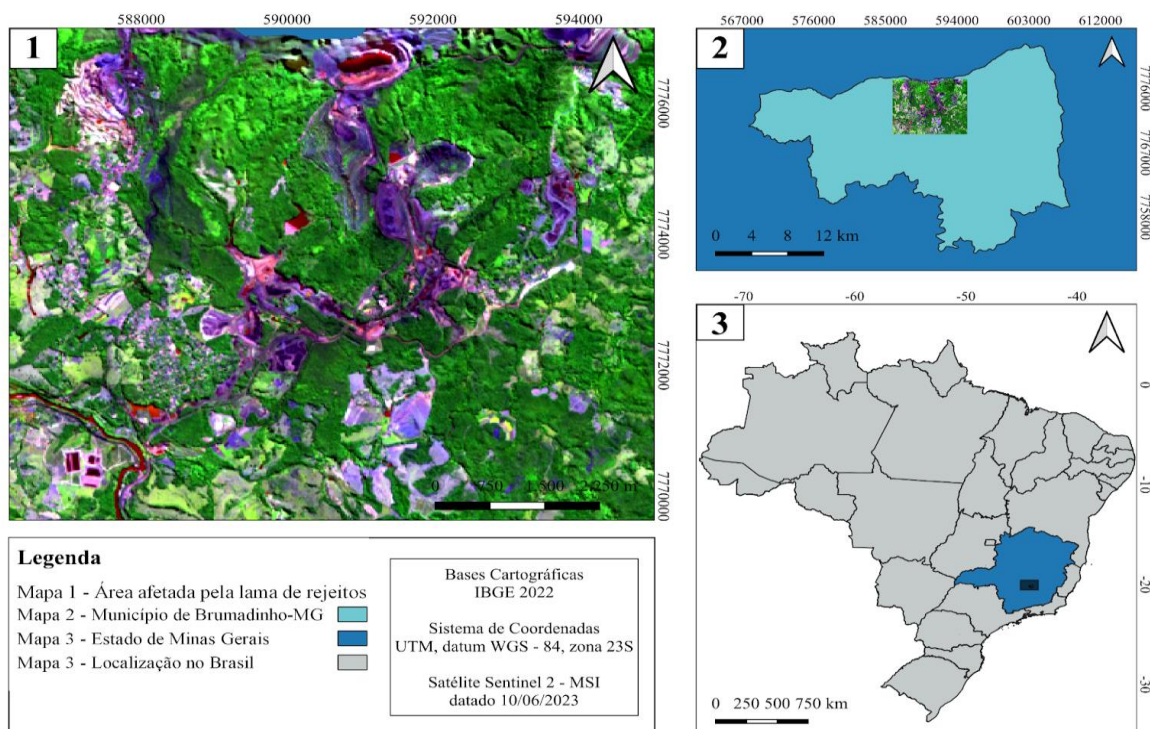 588000 590000 592000 594000
1
7776000
7774000
7772000
7770000
0 750 1.500 2.250 m
567000 576000 585000 594000 603000 612000
2
7776000
7767000
7758000
0 4 8 12 km
-70 -60 -50 -40
3
0
-10
-20
-30
0 250 500 750 km
Legenda
Mapa 1 - Área afetada pela lama de rejeitos
Mapa 2 - Município de Brumadinho-MG
Mapa 3 - Estado de Minas Gerais
Mapa 3 - Localização no Brasil
Bases Cartográficas
IBGE 2022
Sistema de Coordenadas
UTM, datum WGS - 84, zona 23S
Satélite Sentinel 2 - MSI
datado 10/06/2023